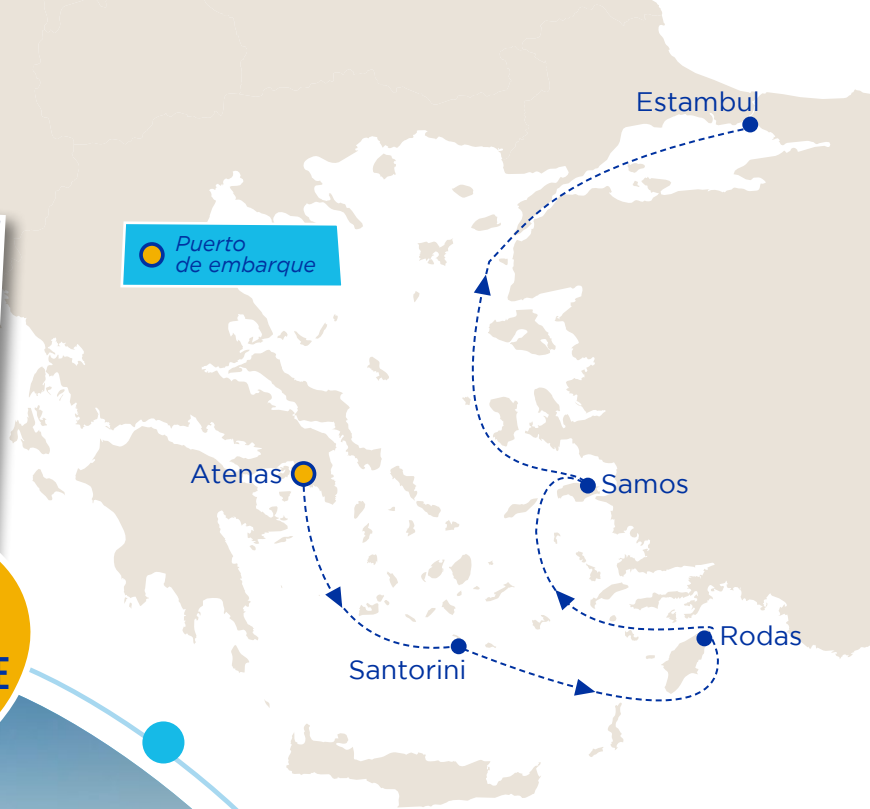 Estambul
Puerto
de embarque
Atenas
Samos
Rodas
Santorini
E